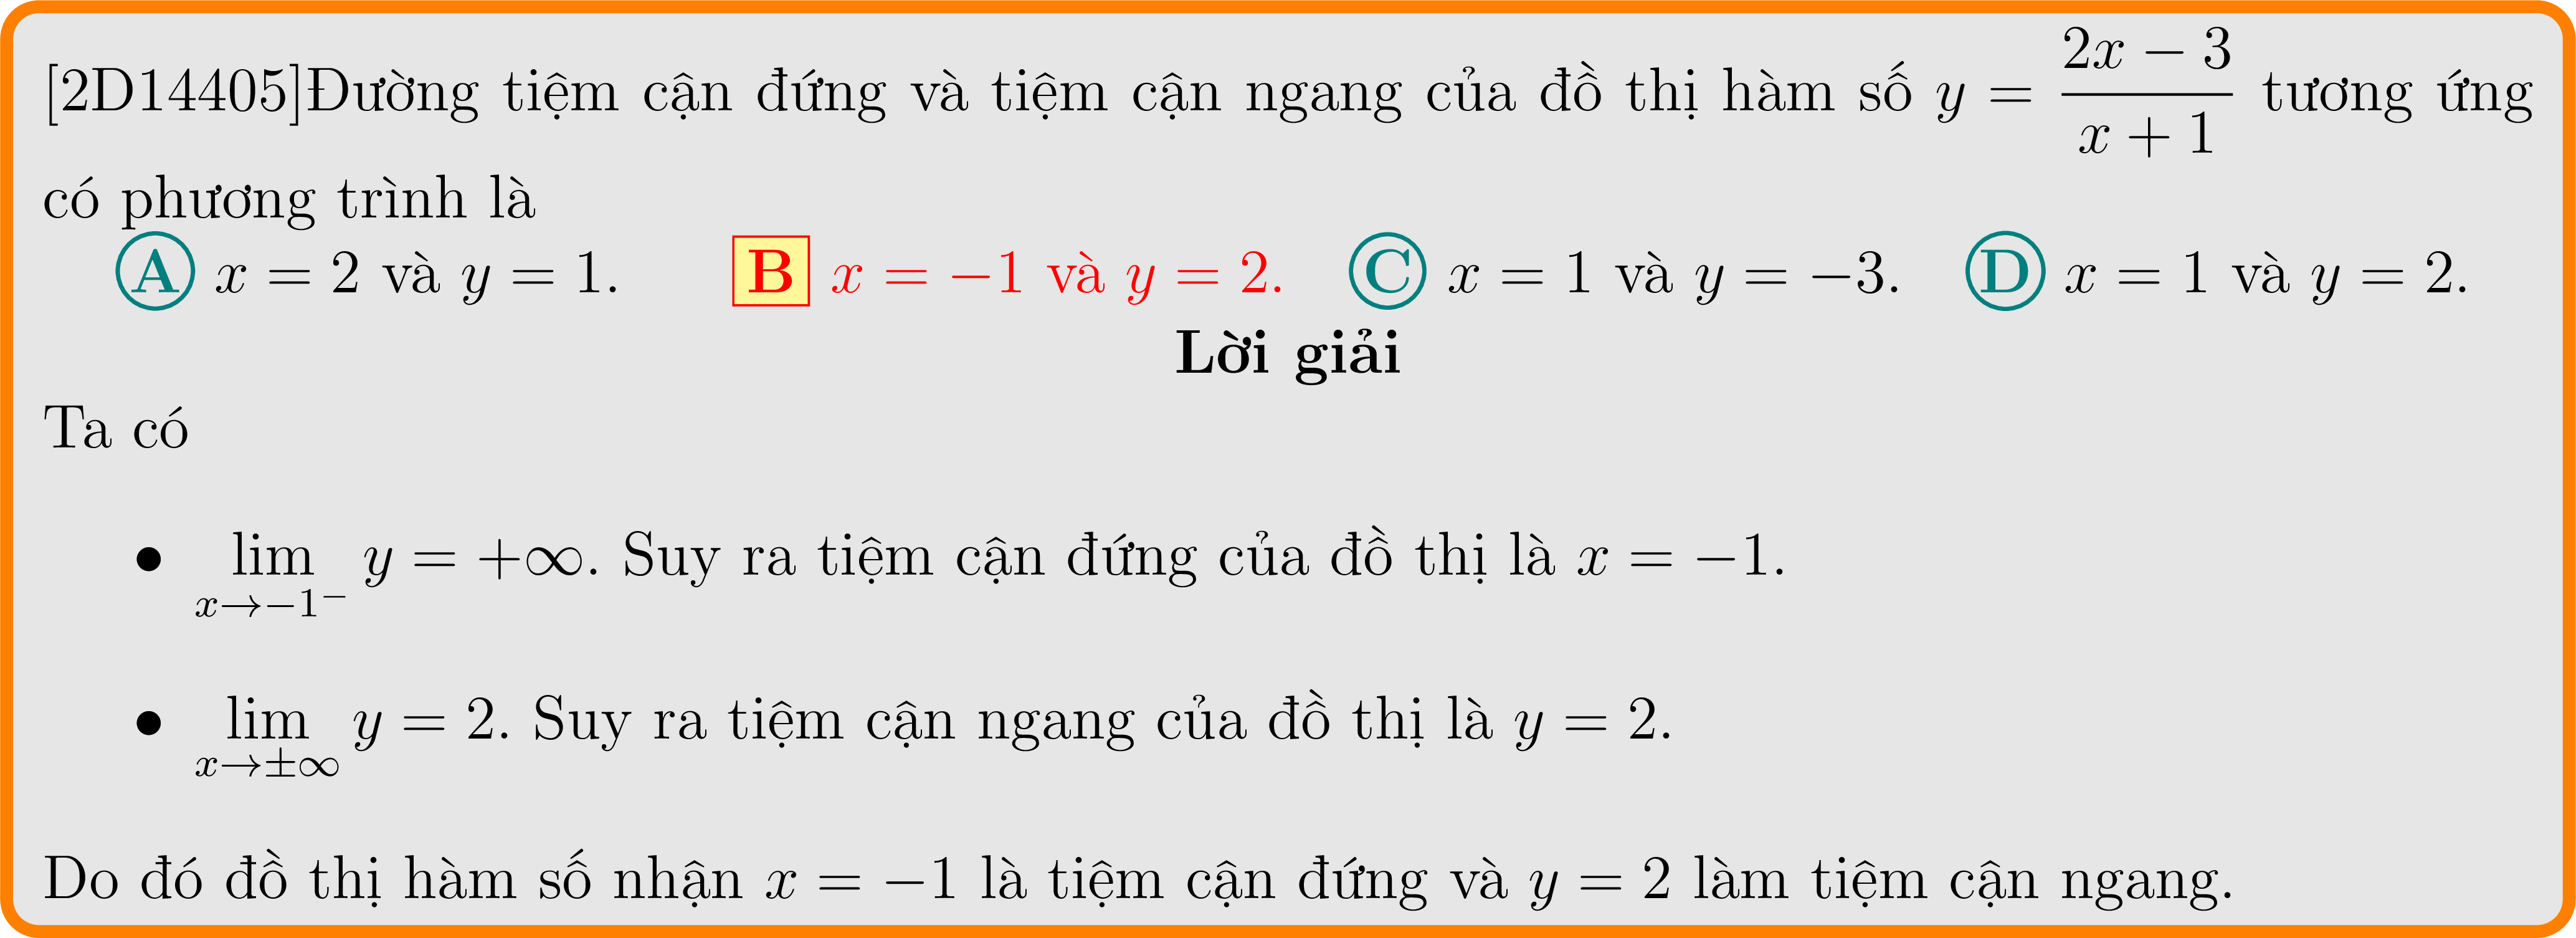 [2D14405]Đường tiệm cận đứng và tiệm cận ngang của đồ thị hàm số $y = \dfrac{2x-3}{x+1}$ tương ứng
có phương trình là
A x = 2 và y = 1. B x = −1 và y = 2. C x = 1 và y = −3. D x = 1 và y = 2.
Lời giải
Ta có
• $\lim\limits_{x \to -1^-} y = +\infty$. Suy ra tiệm cận đứng của đồ thị là x = −1.
• $\lim\limits_{x \to \pm\infty} y = 2$. Suy ra tiệm cận ngang của đồ thị là y = 2.
Do đó đồ thị hàm số nhận x = −1 là tiệm cận đứng và y = 2 làm tiệm cận ngang.